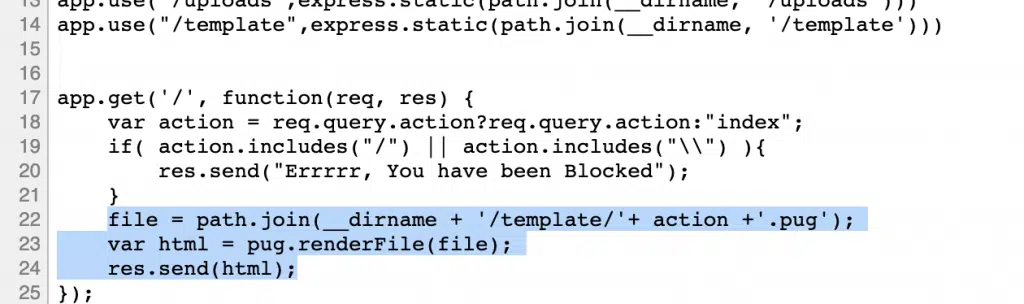 13 app.use("/uploads",express.static(path.join(__dirname, '/uploads')))
14 app.use("/template",express.static(path.join(__dirname, '/template')))
15
16
17 app.get('/', function(req, res) {
18     var action = req.query.action?req.query.action:"index";
19     if( action.includes("/") || action.includes("\\") ){
20         res.send("Errrrr, You have been Blocked");
21     }
22     file = path.join(__dirname + '/template/'+ action +'.pug');
23     var html = pug.renderFile(file);
24     res.send(html);
25 });